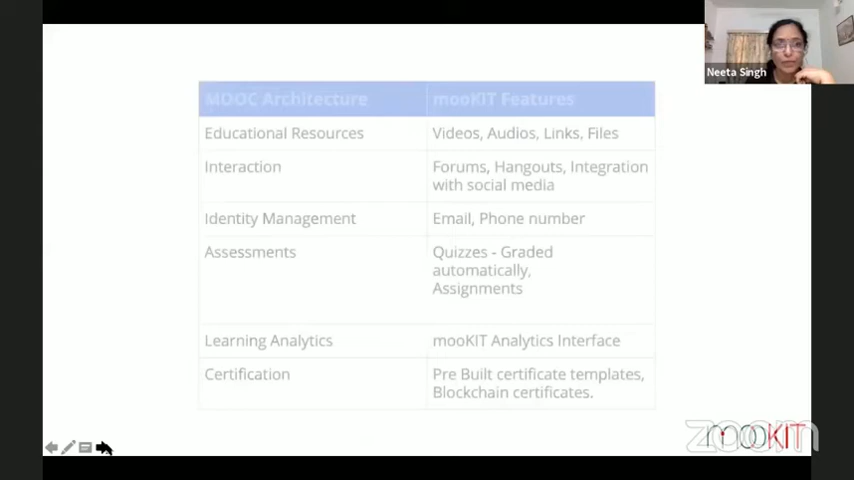 Neeta Singh
MOOC Architecture
mooKIT Features
Educational Resources
Videos, Audios, Links, Files
Interaction
Forums, Hangouts, Integration
with social media
Identity Management
Email, Phone number
Assessments
Quizzes - Graded
automatically,
Assignments
Learning Analytics
mooKIT Analytics Interface
Certification
Pre Built certificate templates,
Blockchain certificates.
zoom
mooKIT